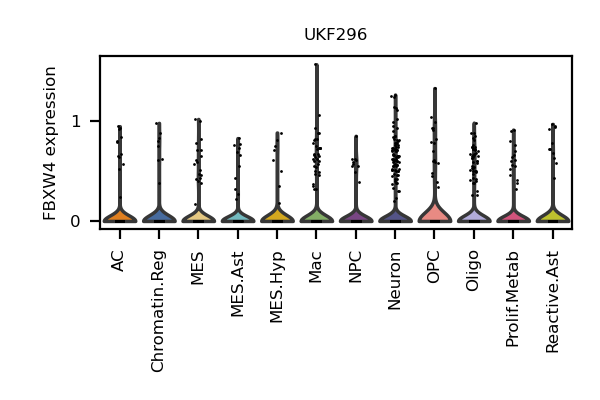 UKF296
FBXW4 expression
1
0
AC
Chromatin.Reg
MES
MES.Ast
MES.Hyp
Mac
NPC
Neuron
OPC
Oligo
Prolif.Metab
Reactive.Ast